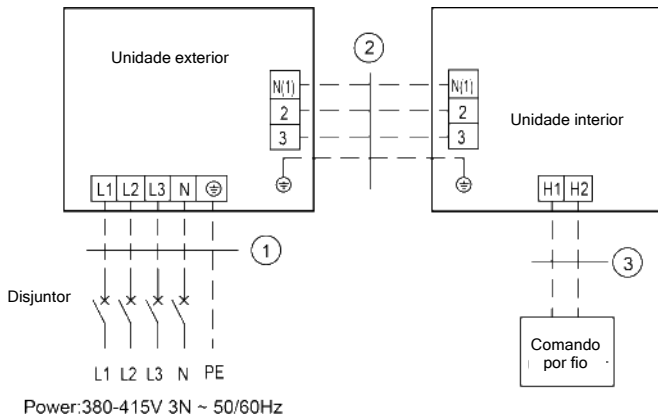 Unidade exterior
N(1)
2
3
L1 L2 L3 N
2
N(1)
2
3
Unidade interior
H1 H2
1
3
Disjuntor
L1 L2 L3 N PE
Comando
por fio
Power:380-415V 3N ~ 50/60Hz